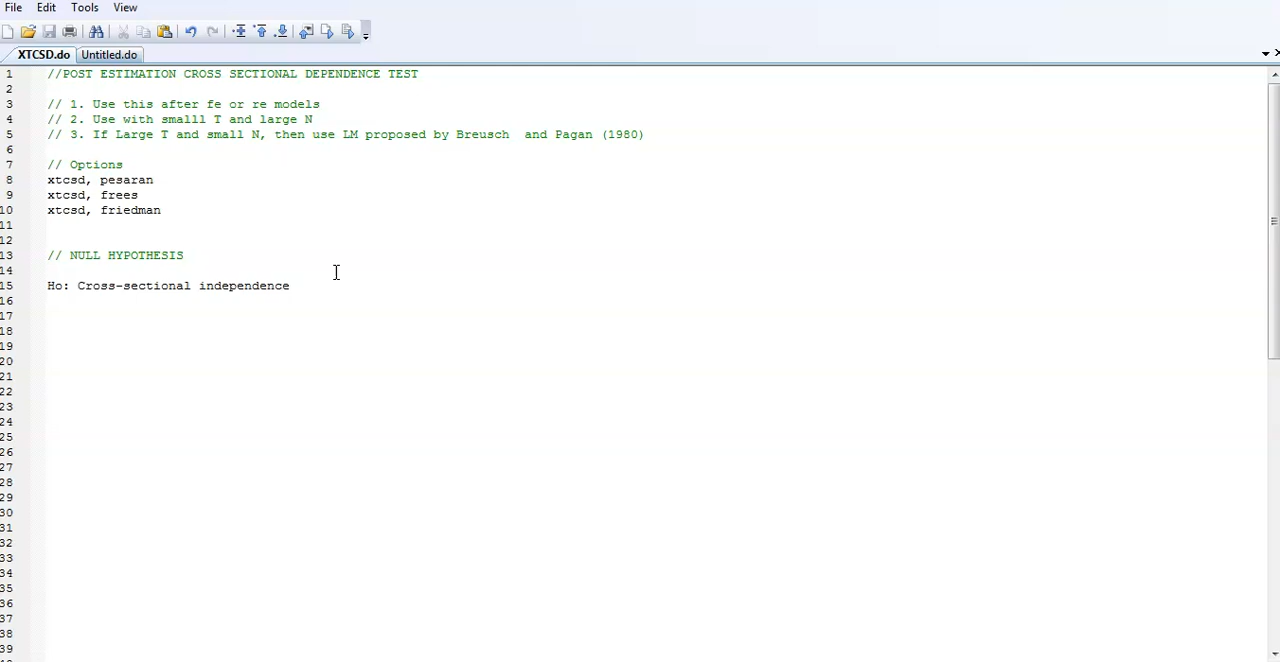 File Edit Tools View
XTCSD.do Untitled.do
1 //POST ESTIMATION CROSS SECTIONAL DEPENDENCE TEST
2
3 // 1. Use this after fe or re models
4 // 2. Use with smalll T and large N
5 // 3. If Large T and small N, then use LM proposed by Breusch  and Pagan (1980)
6
7 // Options
8 xtcsd, pesaran
9 xtcsd, frees
10 xtcsd, friedman
11
12
13 // NULL HYPOTHESIS
14
15 Ho: Cross-sectional independence
16
17
18
19
20
21
22
23
24
25
26
27
28
29
30
31
32
33
34
35
36
37
38
39